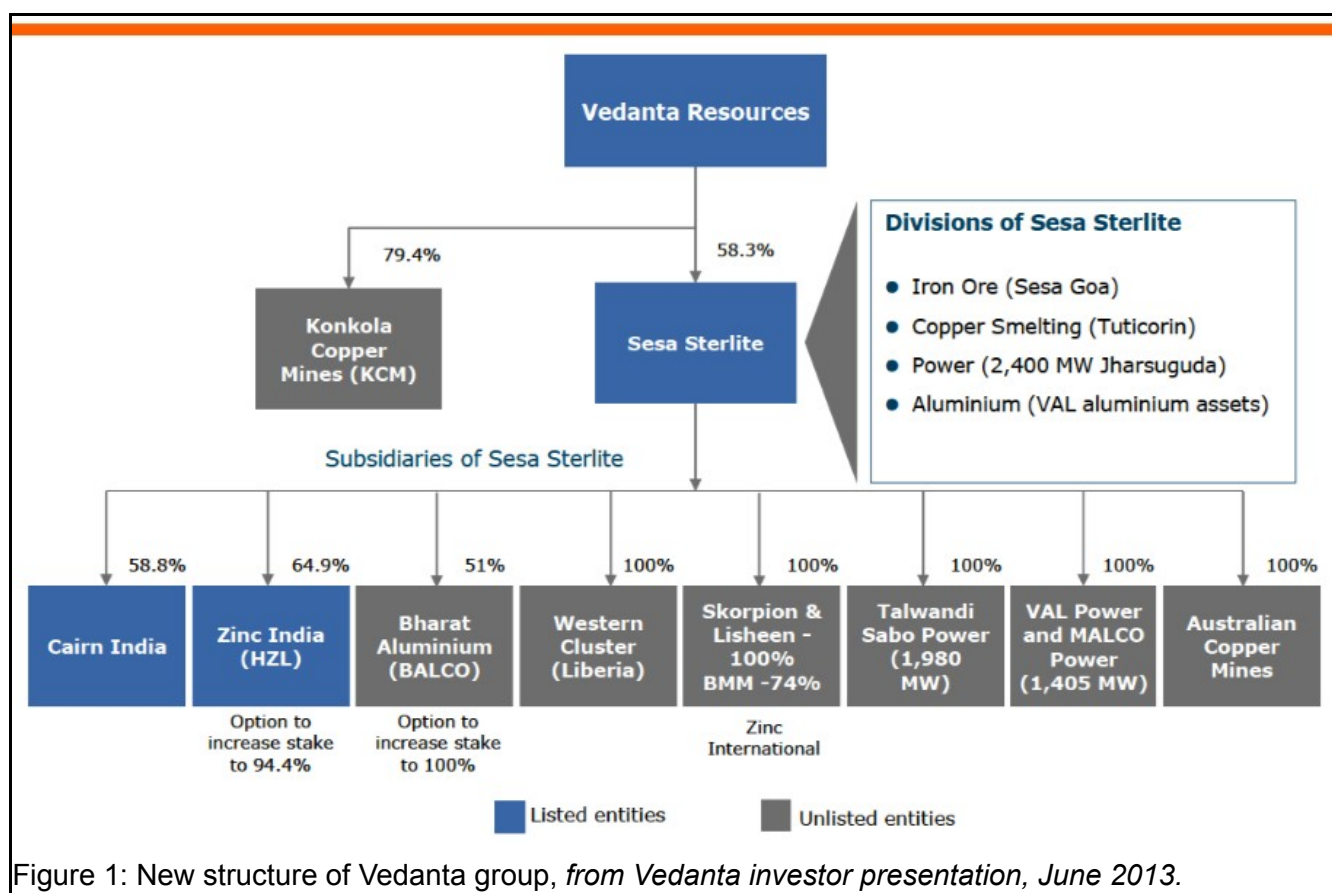 Vedanta Resources
79.4%
58.3%
Konkola
Copper
Mines (KCM)
Sesa Sterlite
Divisions of Sesa Sterlite
● Iron Ore (Sesa Goa)
● Copper Smelting (Tuticorin)
● Power (2,400 MW Jharsuguda)
● Aluminium (VAL aluminium assets)
Subsidiaries of Sesa Sterlite
58.8%
64.9%
51%
100%
100%
100%
100%
100%
Cairn India
Zinc India
(HZL)
Bharat
Aluminium
(BALCO)
Western
Cluster
(Liberia)
Skorpion &
Lisheen -
100%
BMM -74%
Talwandi
Sabo Power
(1,980
MW)
VAL Power
and MALCO
Power
(1,405 MW)
Australian
Copper
Mines
Option to
increase stake
to 94.4%
Option to
increase stake
to 100%
Zinc
International
Listed entities
Unlisted entities
Figure 1: New structure of Vedanta group, from Vedanta investor presentation, June 2013.